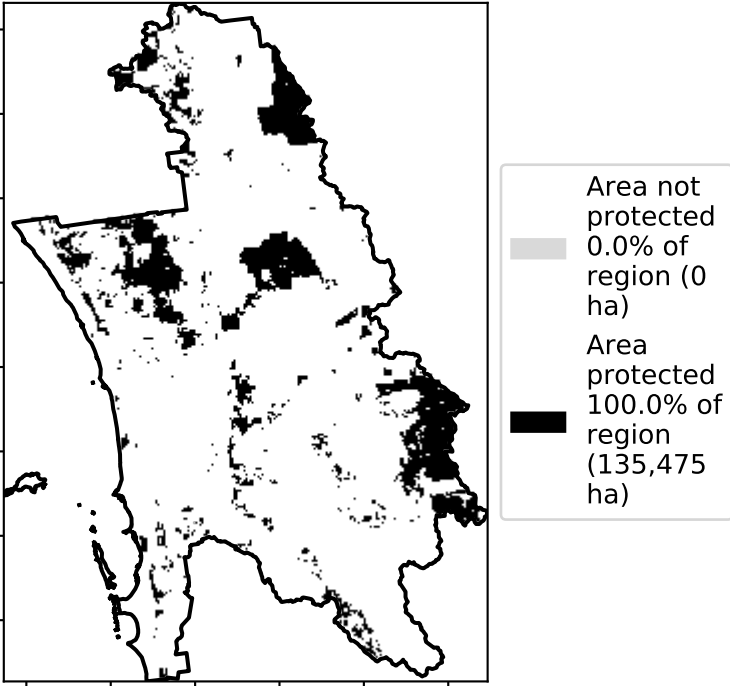 Area not
protected
0.0% of
region (0
ha)
Area
protected
100.0% of
region
(135,475
ha)